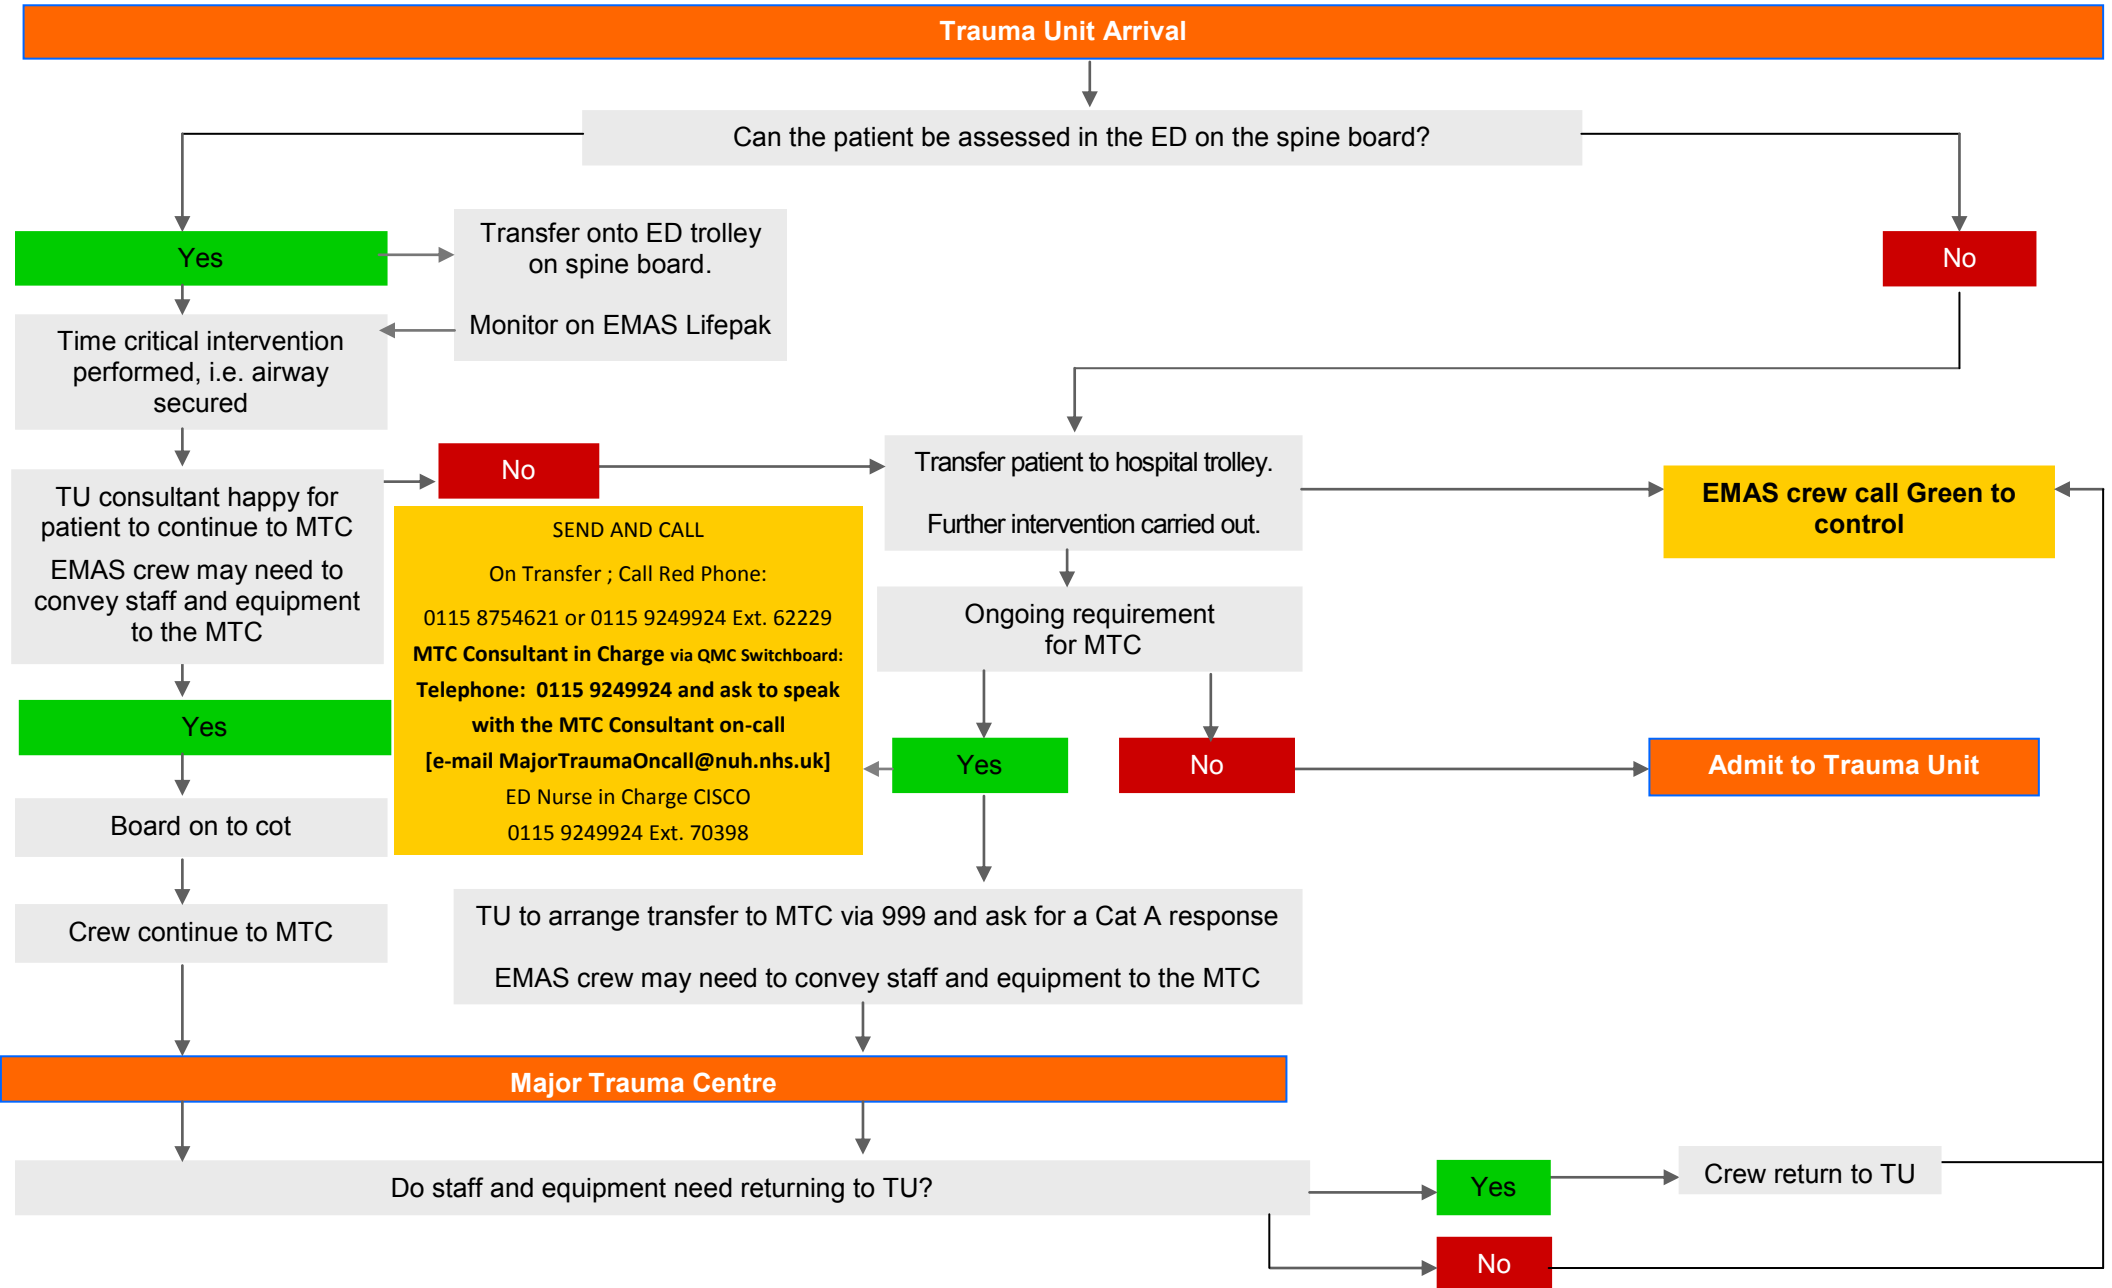 Trauma Unit Arrival
Can the patient be assessed in the ED on the spine board?
Yes
Transfer onto ED trolley
on spine board.
Monitor on EMAS Lifepak
No
Time critical intervention
performed, i.e. airway
secured
TU consultant happy for
patient to continue to MTC
EMAS crew may need to
convey staff and equipment
to the MTC
No
Transfer patient to hospital trolley.
Further intervention carried out.
EMAS crew call Green to
control
SEND AND CALL
On Transfer ; Call Red Phone:
0115 8754621 or 0115 9249924 Ext. 62229
MTC Consultant in Charge via QMC Switchboard:
Telephone:  0115 9249924 and ask to speak
with the MTC Consultant on-call
[e-mail MajorTraumaOncall@nuh.nhs.uk]
ED Nurse in Charge CISCO
0115 9249924 Ext. 70398
Ongoing requirement
for MTC
Yes
Yes
No
Admit to Trauma Unit
Board on to cot
Crew continue to MTC
TU to arrange transfer to MTC via 999 and ask for a Cat A response
EMAS crew may need to convey staff and equipment to the MTC
Major Trauma Centre
Do staff and equipment need returning to TU?
Yes
Crew return to TU
No